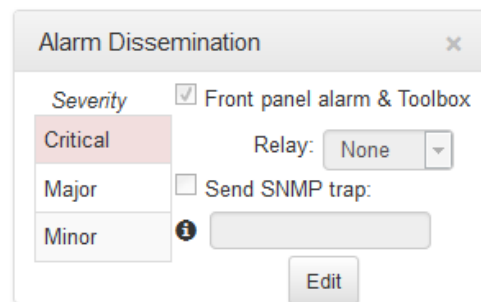 Alarm Dissemination ×
Severity Front panel alarm & Toolbox
Critical Relay: None
Major Send SNMP trap:
Minor
Edit